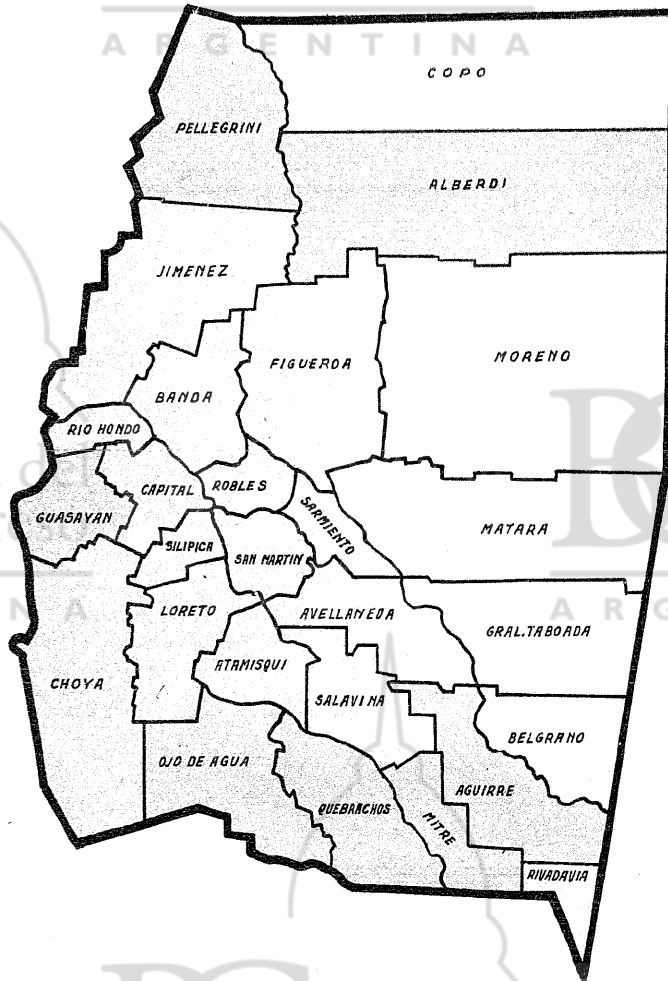 ARGENTINA
COPO
PELLEGRINI
ALBERDI
JIMENEZ
MORENO
FIGUEROA
BANDA
RIO HONDO
del
CAPITAL
ROBLES
GUASAYAN
SARMIENTO
MATARA
SILIPICA
SAN MARTIN
LORETO
AVELLANEDA
GRAL. TABOADA
ATAMISQUI
CHOYA
SALAVINA
BELGRANO
OJO DE AGUA
AGUIRRE
QUEBRACHOS
MITRE
RIVADAVIA